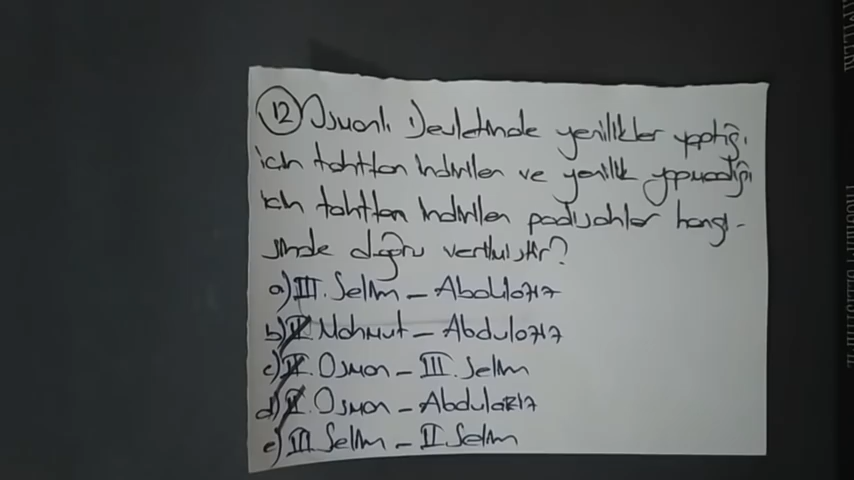 12 Osmanlı Devletinde yenilikler yaptığı
için tahttan indirilen ve yenilik yapmadığı
için tahttan indirilen padişahlar hangi-
sinde doğru verilmiştir?
a) III. Selim - Abdulaziz
b) II Mahmut - Abdulaziz
c) II. Osman - III. Selim
d) II. Osman - Abdulaziz
e) III Selim - II. Selim